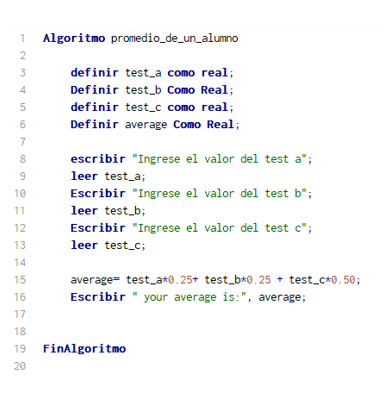 1 Algoritmo promedio_de_un_alumno
2
3 definir test_a como real;
4 Definir test_b Como Real;
5 definir test_c como real;
6 Definir average Como Real;
7
8 escribir "Ingrese el valor del test a";
9 leer test_a;
10 Escribir "Ingrese el valor del test b";
11 leer test_b;
12 Escribir "Ingrese el valor del test c";
13 leer test_c;
14
15 average= test_a*0.25+ test_b*0.25 + test_c*0.50;
16 Escribir " your average is:", average;
17
18
19 FinAlgoritmo
20